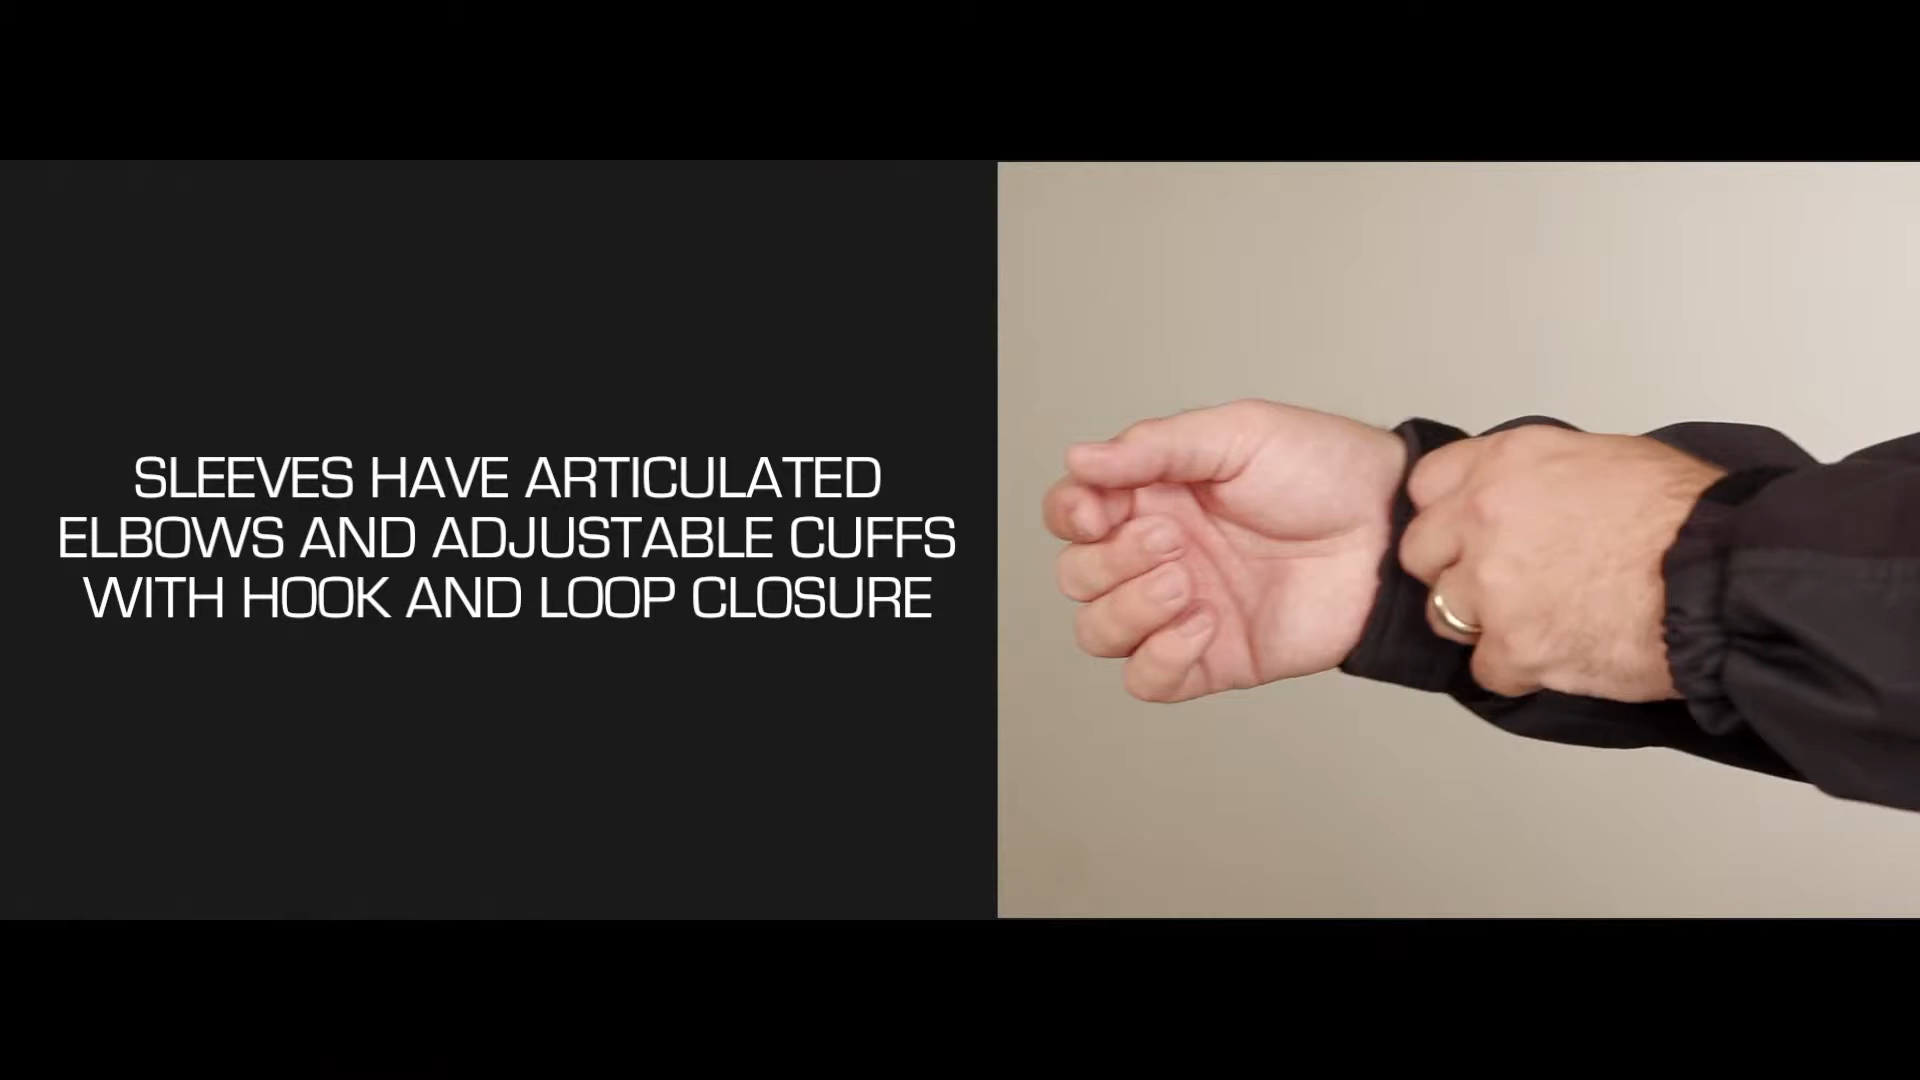 SLEEVES HAVE ARTICULATED
ELBOWS AND ADJUSTABLE CUFFS
WITH HOOK AND LOOP CLOSURE